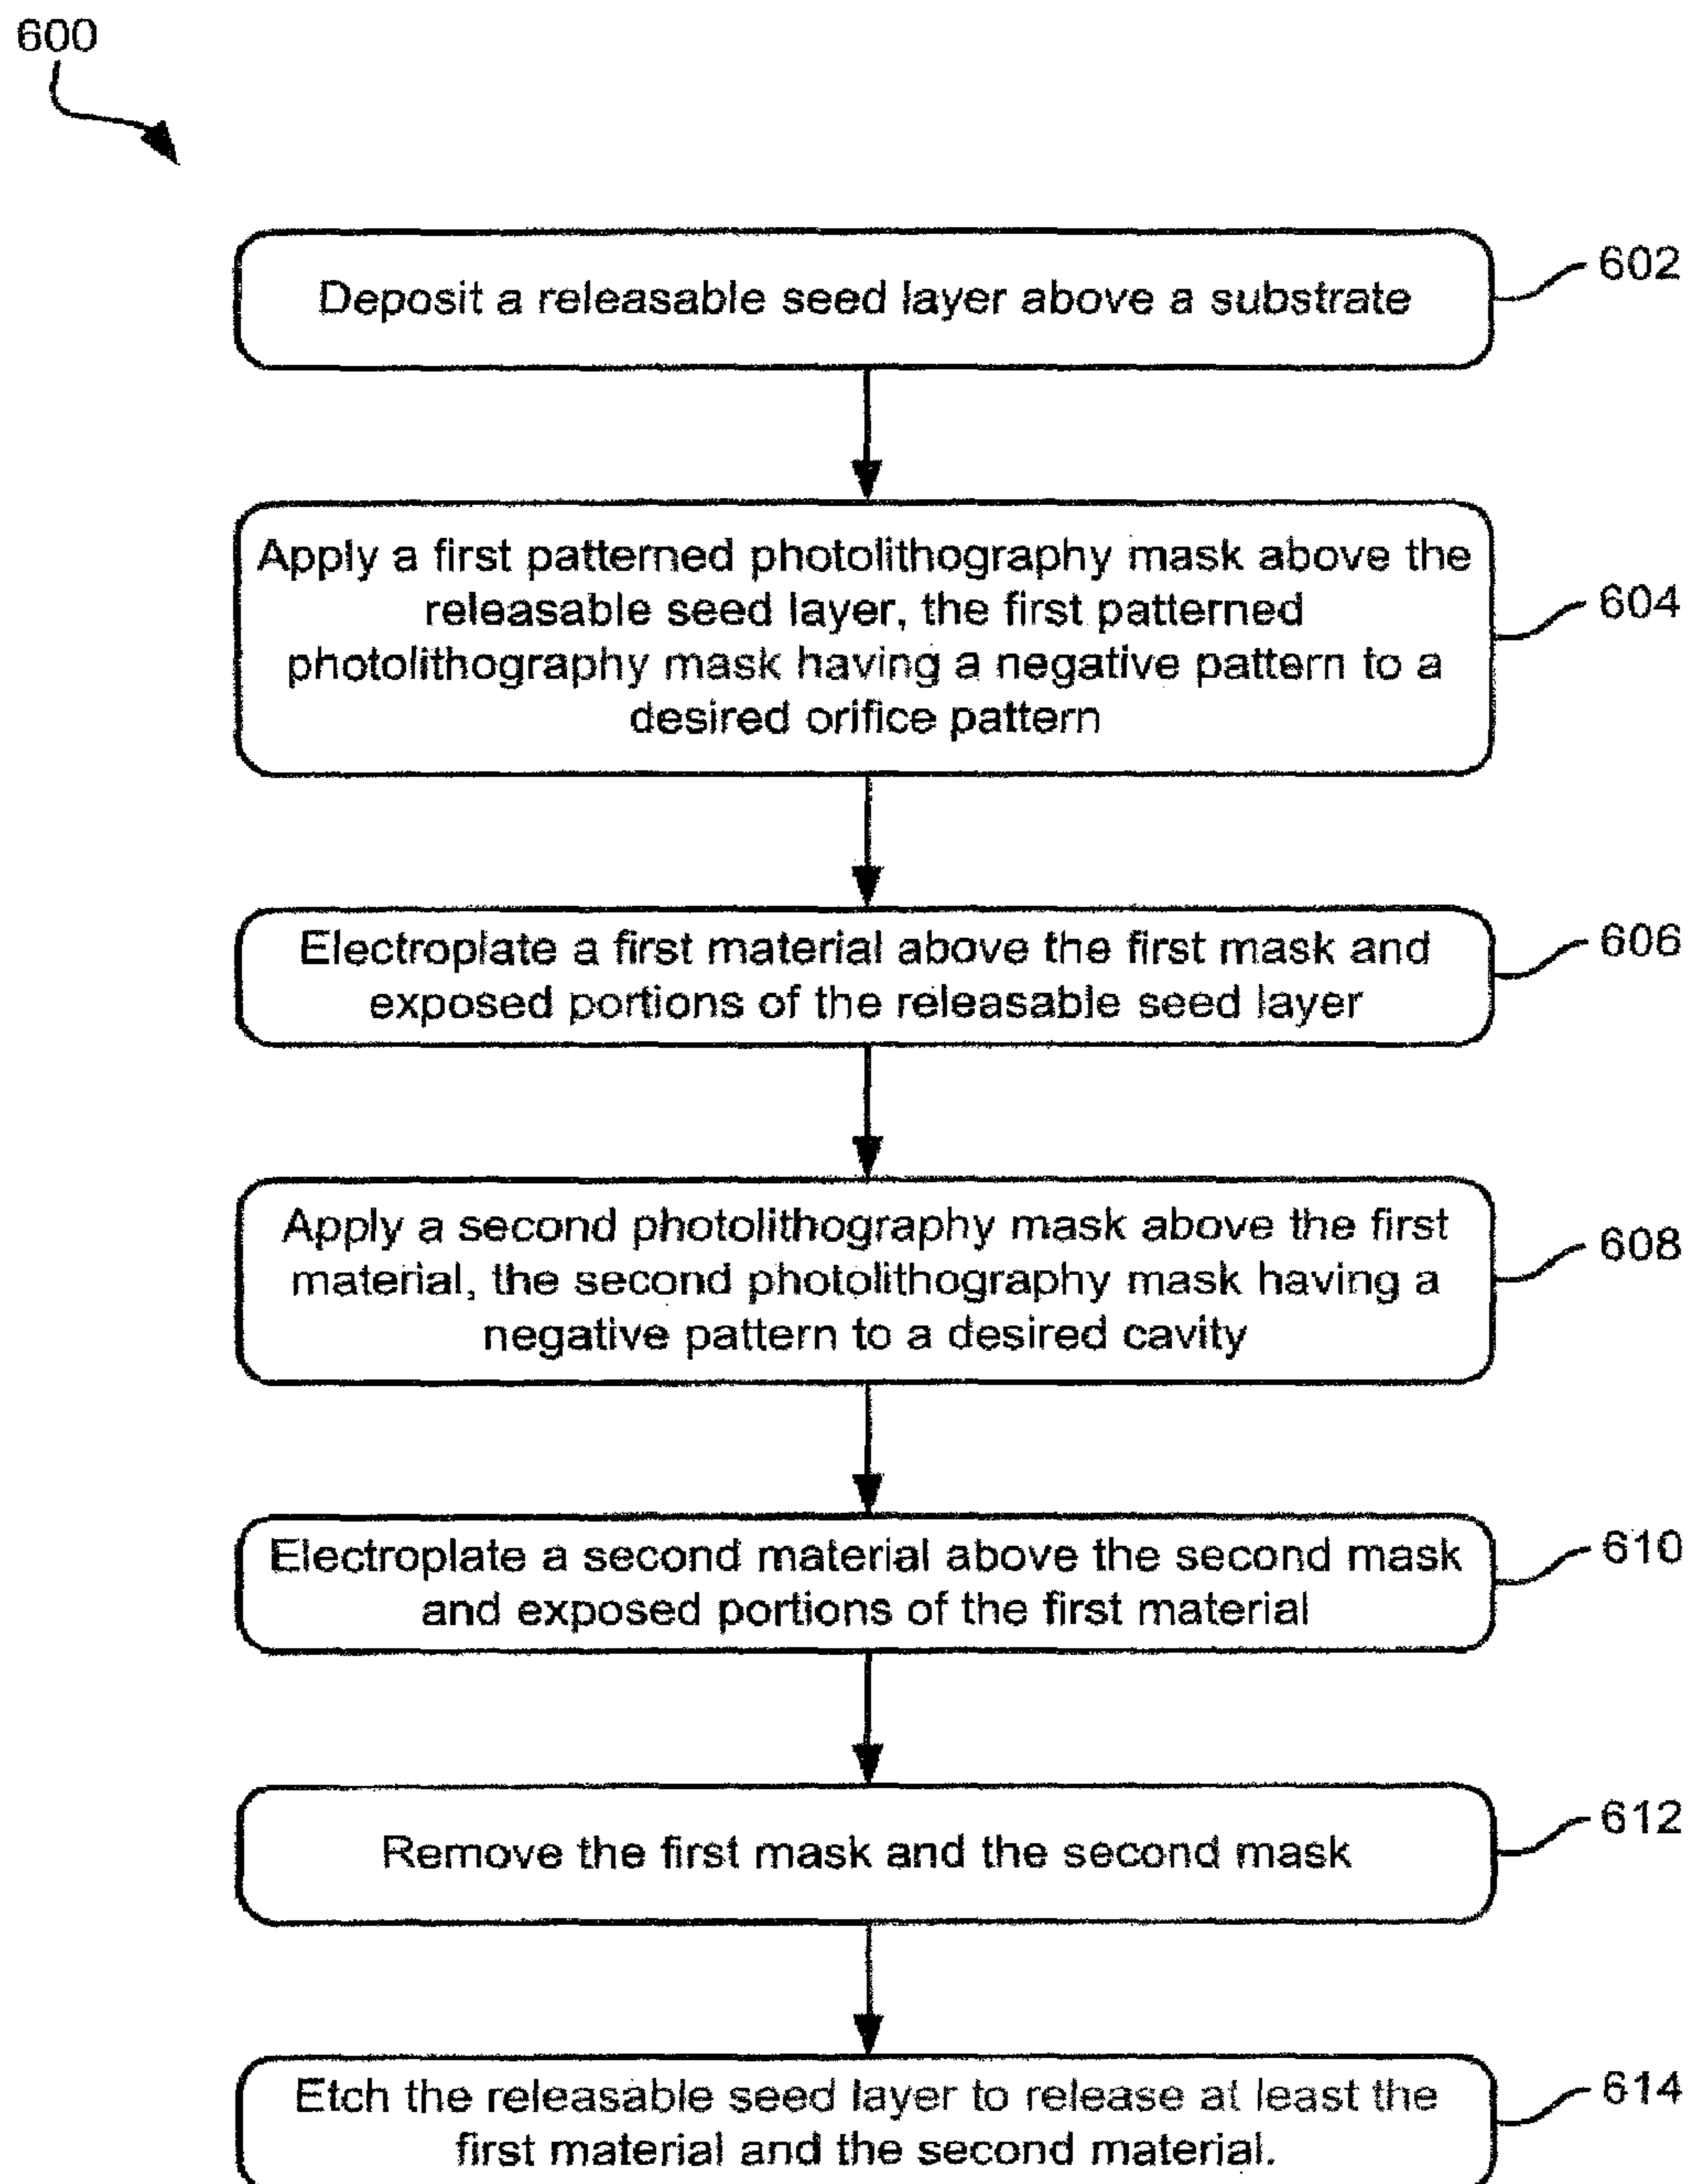 600
Deposit a releasable seed layer above a substrate
602
Apply a first patterned photolithography mask above the
releasable seed layer, the first patterned
photolithography mask having a negative pattern to a
desired orifice pattern
604
Electroplate a first material above the first mask and
exposed portions of the releasable seed layer
606
Apply a second photolithography mask above the first
material, the second photolithography mask having a
negative pattern to a desired cavity
608
Electroplate a second material above the second mask
and exposed portions of the first material
610
Remove the first mask and the second mask
612
Etch the releasable seed layer to release at least the
first material and the second material.
614